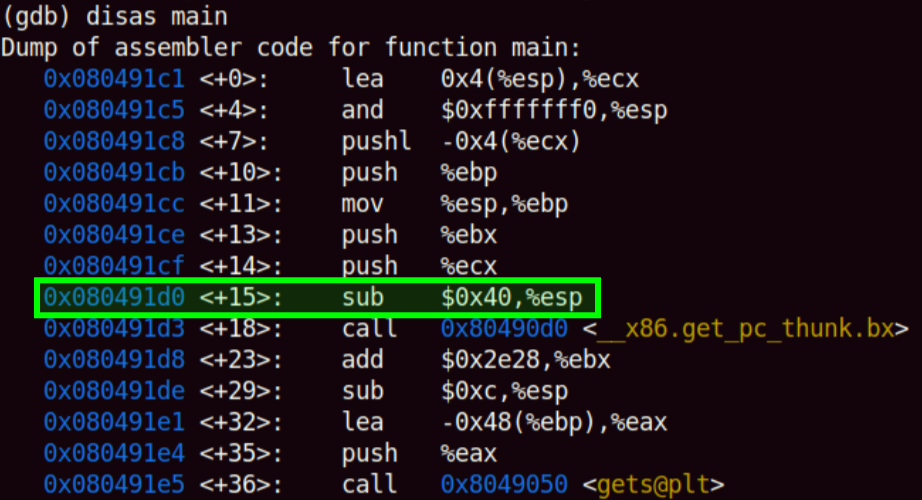 (gdb) disas main
Dump of assembler code for function main:
0x080491c1 <+0>: lea 0x4(%esp),%ecx
0x080491c5 <+4>: and $0xfffffff0,%esp
0x080491c8 <+7>: pushl -0x4(%ecx)
0x080491cb <+10>: push %ebp
0x080491cc <+11>: mov %esp,%ebp
0x080491ce <+13>: push %ebx
0x080491cf <+14>: push %ecx
0x080491d0 <+15>: sub $0x40,%esp
0x080491d3 <+18>: call 0x80490d0 <__x86.get_pc_thunk.bx>
0x080491d8 <+23>: add $0x2e28,%ebx
0x080491de <+29>: sub $0xc,%esp
0x080491e1 <+32>: lea -0x48(%ebp),%eax
0x080491e4 <+35>: push %eax
0x080491e5 <+36>: call 0x8049050 <gets@plt>